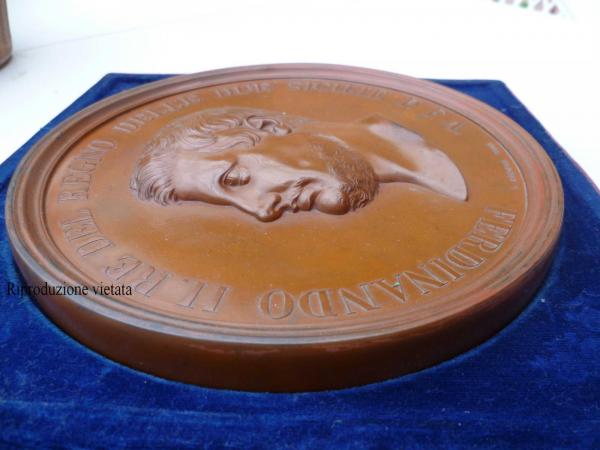 FERDINANDO II. RE DEL REGNO DELLE DUE SICILIE
Riproduzione vietata